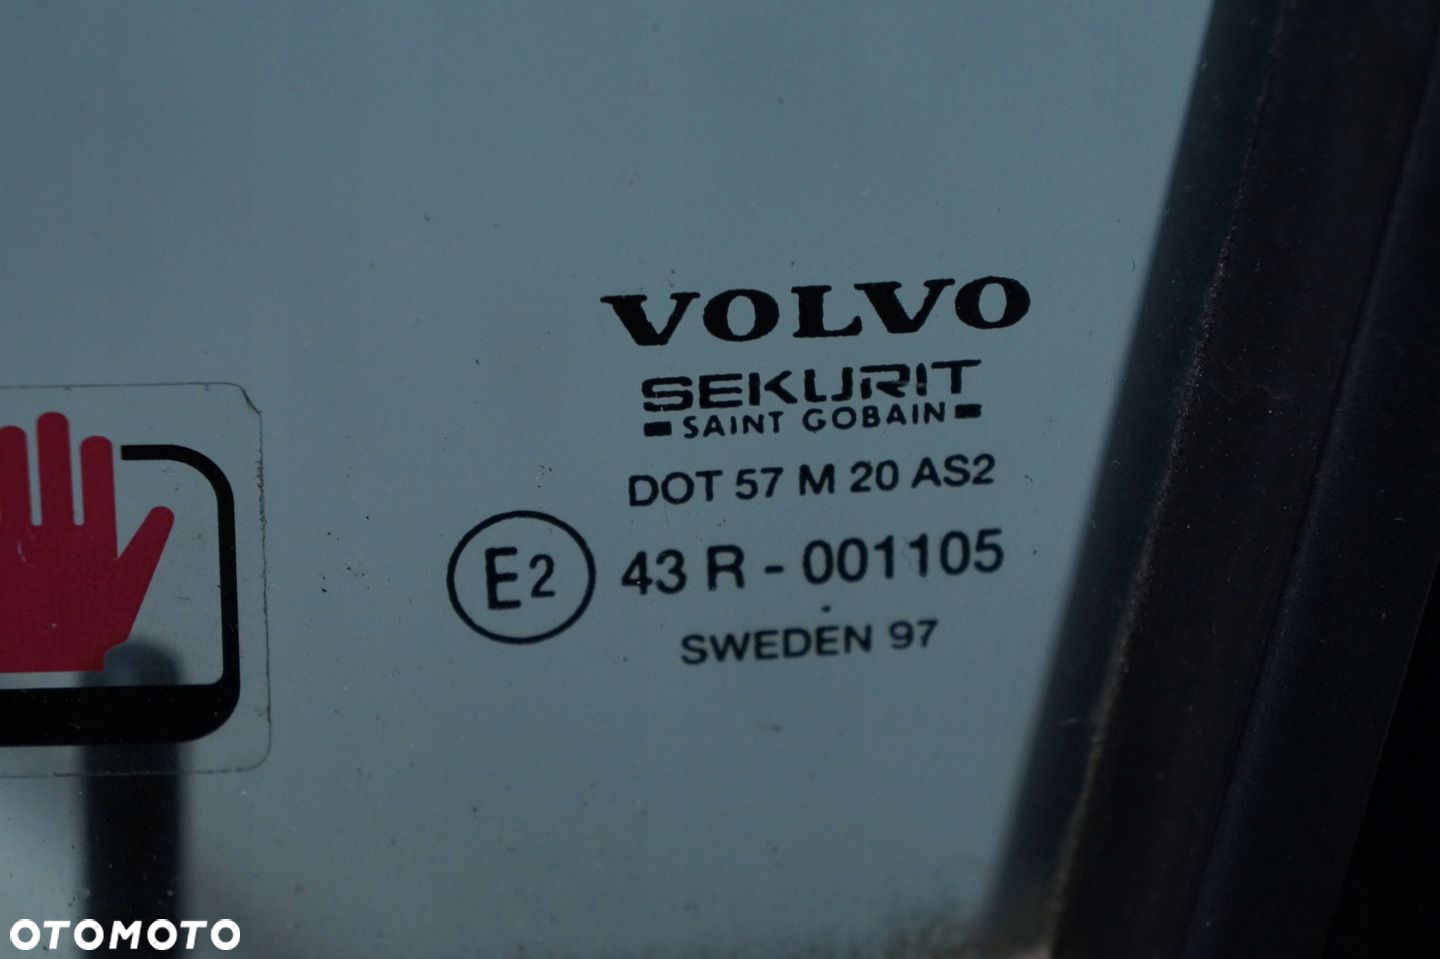 VOLVO
SEKURIT
SAINT GOBAIN
DOT 57 M 20 AS2
E2 43 R - 001105
SWEDEN 97
OTOMOTO